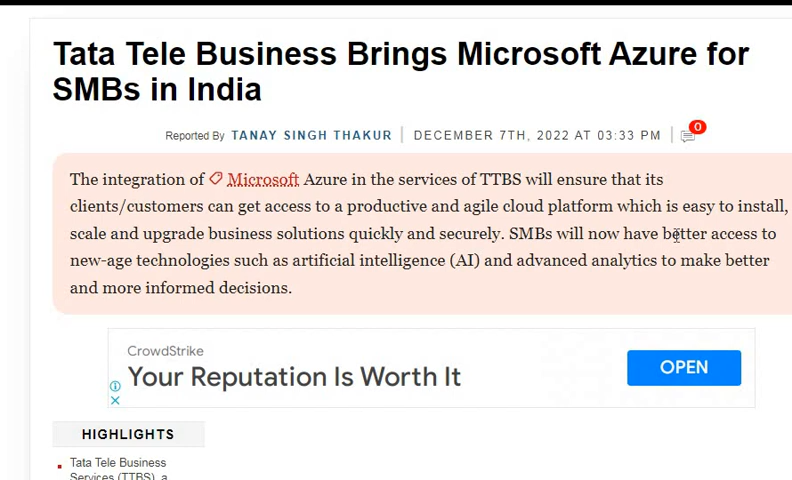 Tata Tele Business Brings Microsoft Azure for
SMBs in India
Reported By TANAY SINGH THAKUR | DECEMBER 7TH, 2022 AT 03:33 PM | 0
The integration of Microsoft Azure in the services of TTBS will ensure that its
clients/customers can get access to a productive and agile cloud platform which is easy to install,
scale and upgrade business solutions quickly and securely. SMBs will now have better access to
new-age technologies such as artificial intelligence (AI) and advanced analytics to make better
and more informed decisions.
CrowdStrike
Your Reputation Is Worth It
OPEN
HIGHLIGHTS
Tata Tele Business
Services (TTBS), a